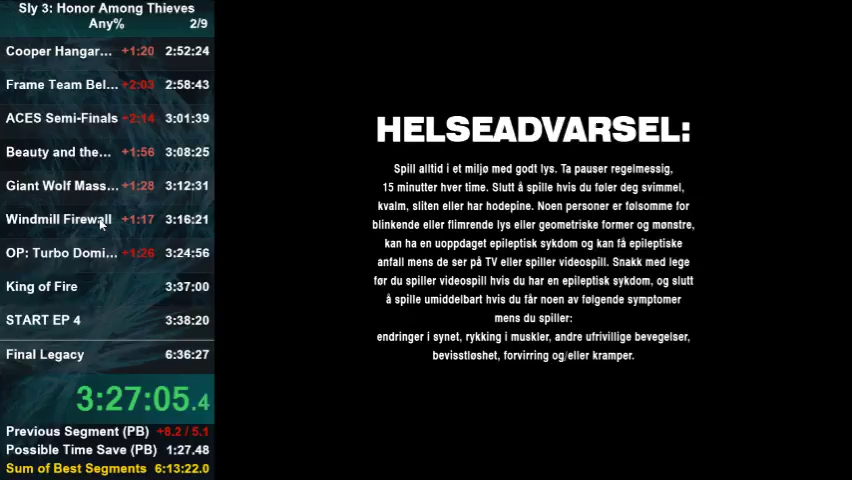 Sly 3: Honor Among Thieves
Any% 2/9
Cooper Hangar... +1:20 2:52:24
Frame Team Bel... +2:03 2:58:43
ACES Semi-Finals +2:14 3:01:39
Beauty and the... +1:56 3:08:25
Giant Wolf Mass... +1:28 3:12:31
Windmill Firewall +1:17 3:16:21
OP: Turbo Domi... +1:26 3:24:56
King of Fire 3:37:00
START EP 4 3:38:20
Final Legacy 6:36:27
3:27:05.4
Previous Segment (PB) +8.2 / 5.1
Possible Time Save (PB) 1:27.48
Sum of Best Segments 6:13:22.0
HELSEADVARSEL:
Spill alltid i et miljø med godt lys. Ta pauser regelmessig,
15 minutter hver time. Slutt å spille hvis du føler deg svimmel,
kvalm, sliten eller har hodepine. Noen personer er følsomme for
blinkende eller flimrende lys eller geometriske former og mønstre,
kan ha en uoppdaget epileptisk sykdom og kan få epileptiske
anfall mens de ser på TV eller spiller videospill. Snakk med lege
før du spiller videospill hvis du har en epileptisk sykdom, og slutt
å spille umiddelbart hvis du får noen av følgende symptomer
mens du spiller:
endringer i synet, rykking i muskler, andre ufrivillige bevegelser,
bevisstløshet, forvirring og/eller kramper.